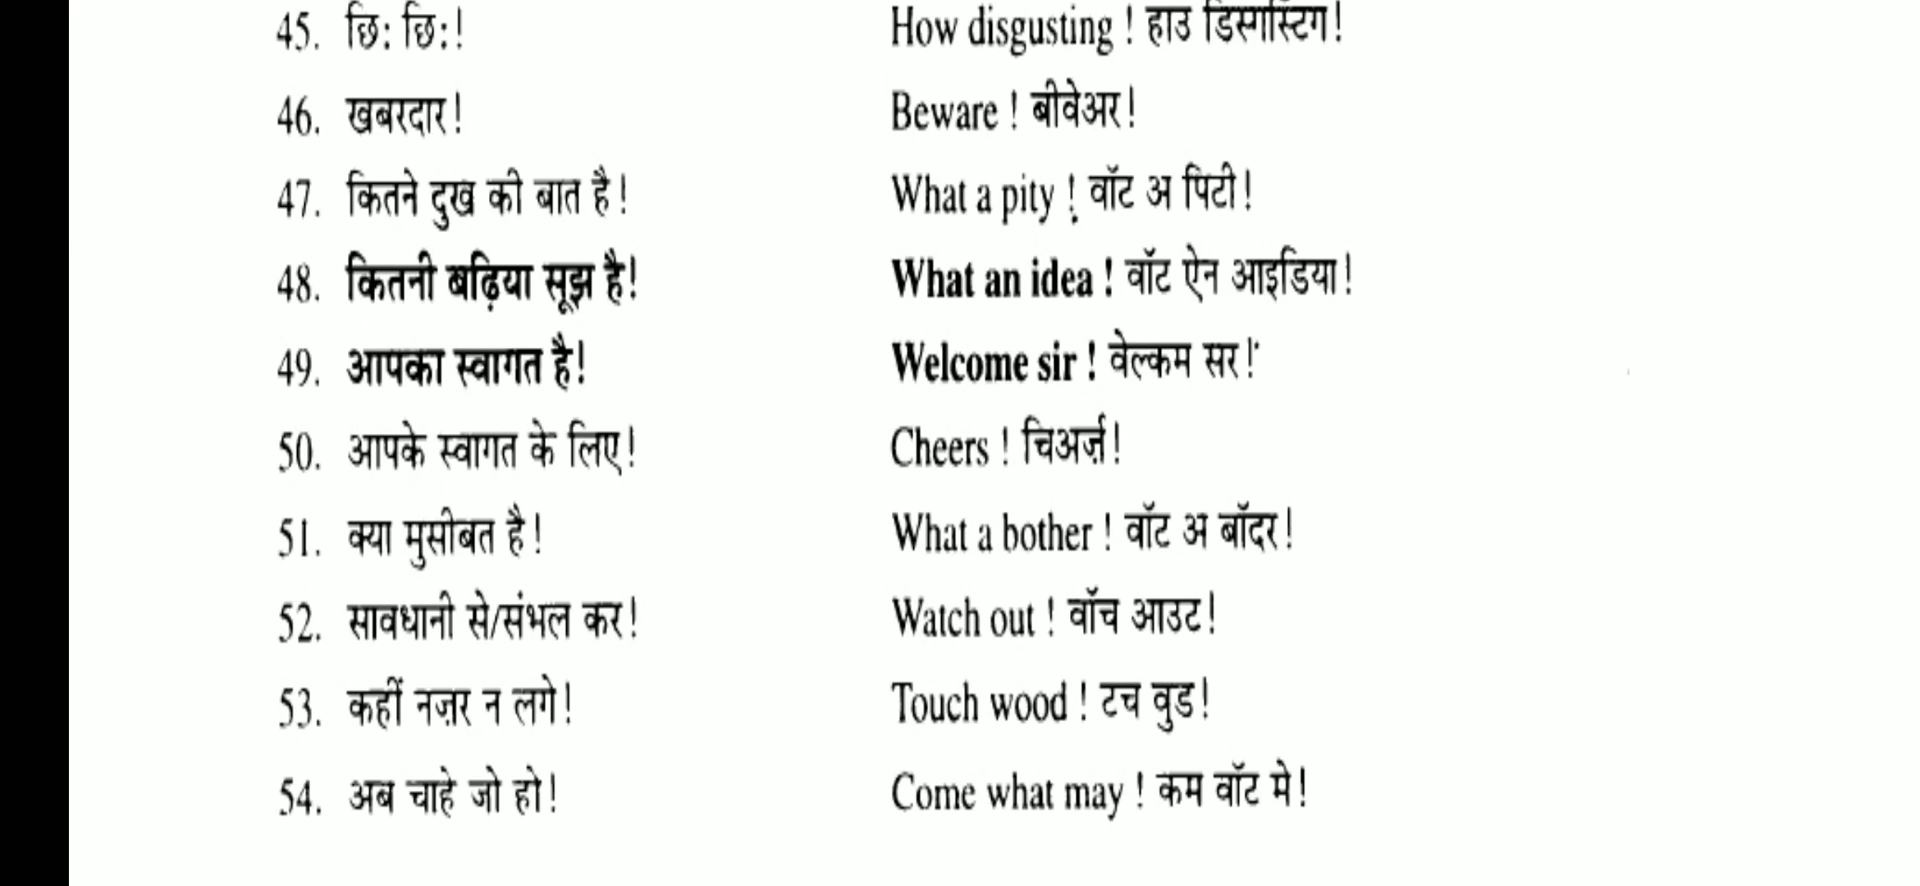 45. छि: छि:! How disgusting ! हाउ डिस्गस्टिंग!
46. खबरदार! Beware ! बीवेअर!
47. कितने दुख की बात है! What a pity ! वॉट अ पिटी!
48. कितनी बढ़िया सूझ है! What an idea ! वॉट ऐन आइडिया!
49. आपका स्वागत है! Welcome sir ! वेल्कम सर!
50. आपके स्वागत के लिए! Cheers ! चिअर्ज़!
51. क्या मुसीबत है! What a bother ! वॉट अ बॉदर!
52. सावधानी से/संभल कर! Watch out ! वॉच आउट!
53. कहीं नज़र न लगे! Touch wood ! टच वुड!
54. अब चाहे जो हो! Come what may ! कम वॉट मे!